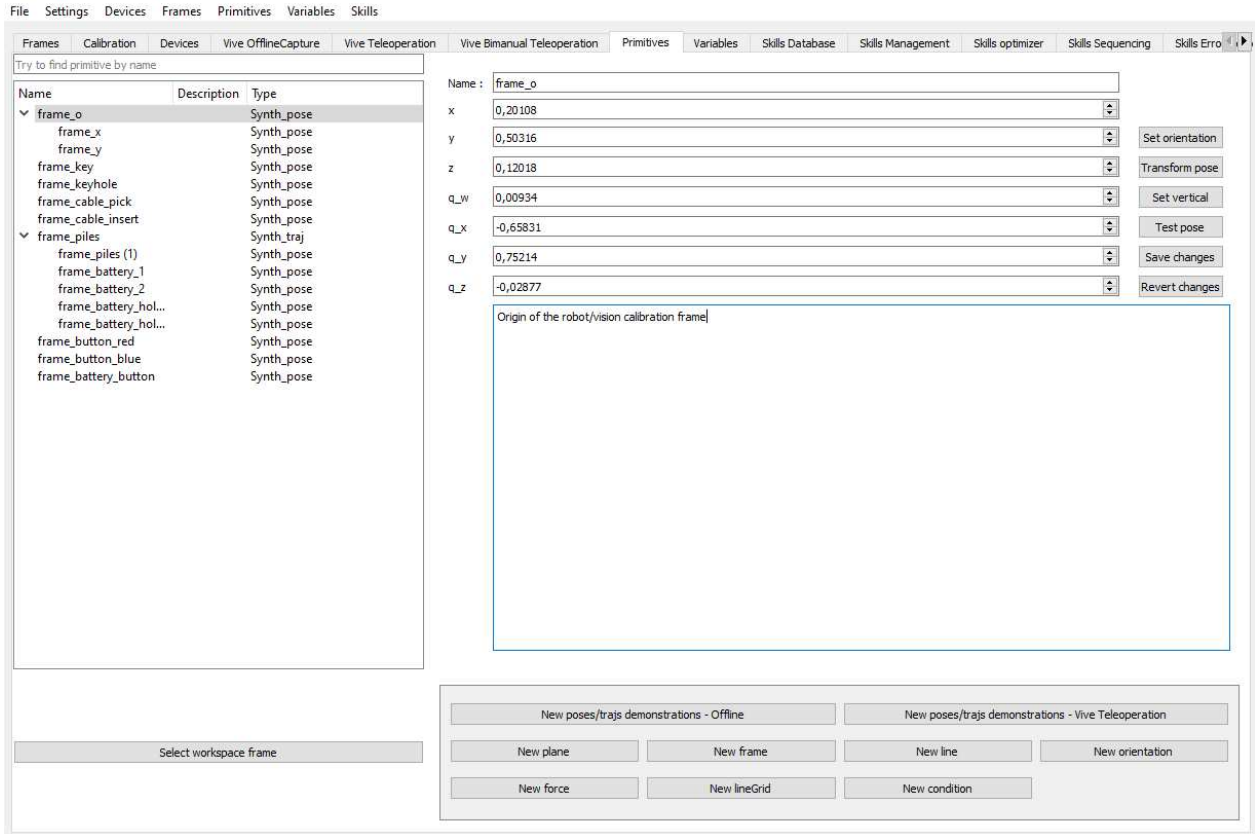 File Settings Devices Frames Primitives Variables Skills
Frames Calibration Devices Vive OfflineCapture Vive Teleoperation Vive Bimanual Teleoperation Primitives Variables Skills Database Skills Management Skills optimizer Skills Sequencing Skills Erro
Try to find primitive by name
Name Description Type
frame_o Synth_pose
frame_x Synth_pose
frame_y Synth_pose
frame_key Synth_pose
frame_keyhole Synth_pose
frame_cable_pick Synth_pose
frame_cable_insert Synth_pose
frame_piles Synth_traj
frame_piles (1) Synth_pose
frame_battery_1 Synth_pose
frame_battery_2 Synth_pose
frame_battery_hol... Synth_pose
frame_battery_hol... Synth_pose
frame_button_red Synth_pose
frame_button_blue Synth_pose
frame_battery_button Synth_pose
Select workspace frame
Name : frame_o
x 0,20108
y 0,50316 Set orientation
z 0,12018 Transform pose
q_w 0,00934 Set vertical
q_x -0,65831 Test pose
q_y 0,75214 Save changes
q_z -0,02877 Revert changes
Origin of the robot/vision calibration frame
New poses/trajs demonstrations - Offline New poses/trajs demonstrations - Vive Teleoperation
New plane New frame New line New orientation
New force New lineGrid New condition